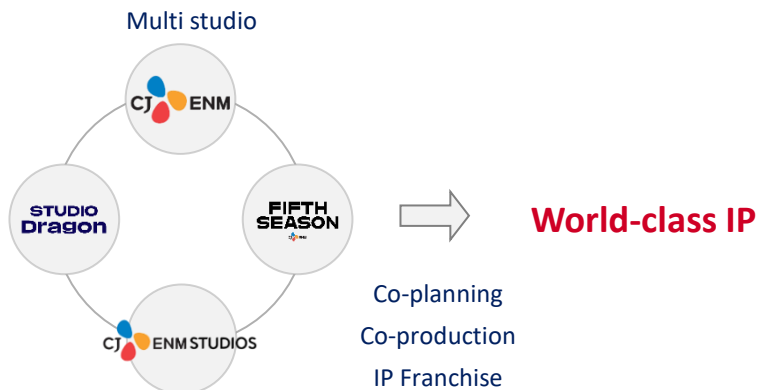 Multi studio
CJ ENM
STUDIO
Dragon
FIFTH
SEASON
World-class IP
CJ ENM STUDIOS
Co-planning
Co-production
IP Franchise